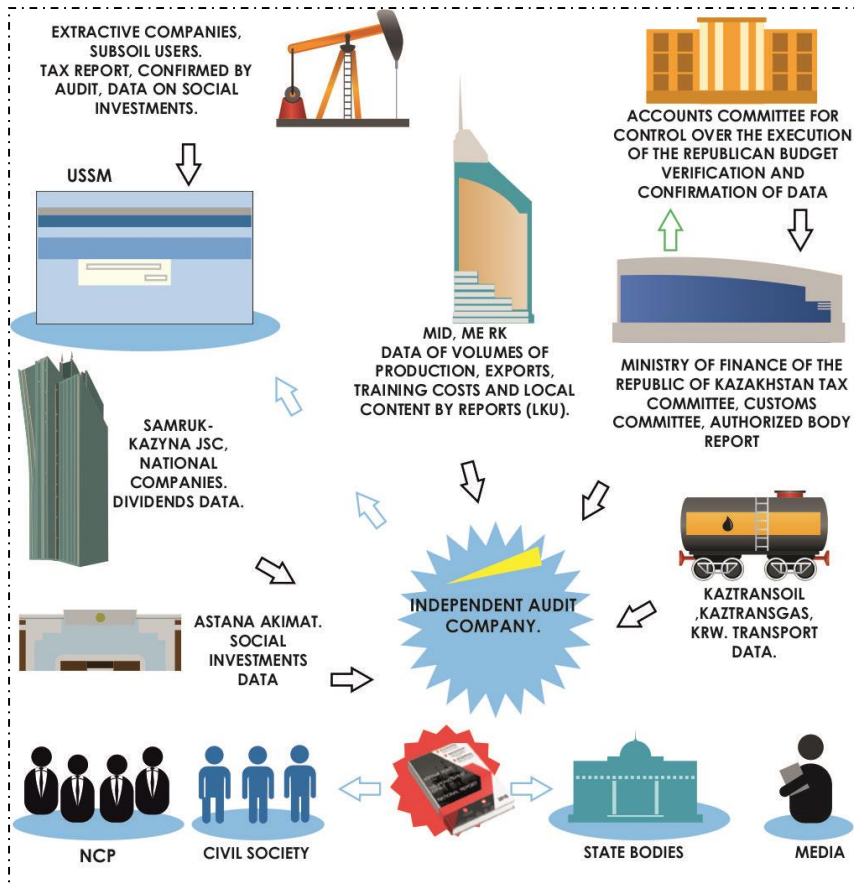 EXTRACTIVE COMPANIES,
SUBSOIL USERS.
TAX REPORT, CONFIRMED BY
AUDIT, DATA ON SOCIAL
INVESTMENTS.
USSM
ACCOUNTS COMMITTEE FOR
CONTROL OVER THE EXECUTION
OF THE REPUBLICAN BUDGET
VERIFICATION AND
CONFIRMATION OF DATA
MID, ME RK
DATA OF VOLUMES OF
PRODUCTION, EXPORTS,
TRAINING COSTS AND LOCAL
CONTENT BY REPORTS (LKU).
MINISTRY OF FINANCE OF THE
REPUBLIC OF KAZAKHSTAN TAX
COMMITTEE, CUSTOMS
COMMITTEE, AUTHORIZED BODY
REPORT
SAMRUK-
KAZYNA JSC,
NATIONAL
COMPANIES.
DIVIDENDS DATA.
INDEPENDENT AUDIT
COMPANY.
KAZTRANSOIL
,KAZTRANSGAS,
KRW. TRANSPORT
DATA.
ASTANA AKIMAT.
SOCIAL
INVESTMENTS
DATA
NCP
CIVIL SOCIETY
STATE BODIES
MEDIA